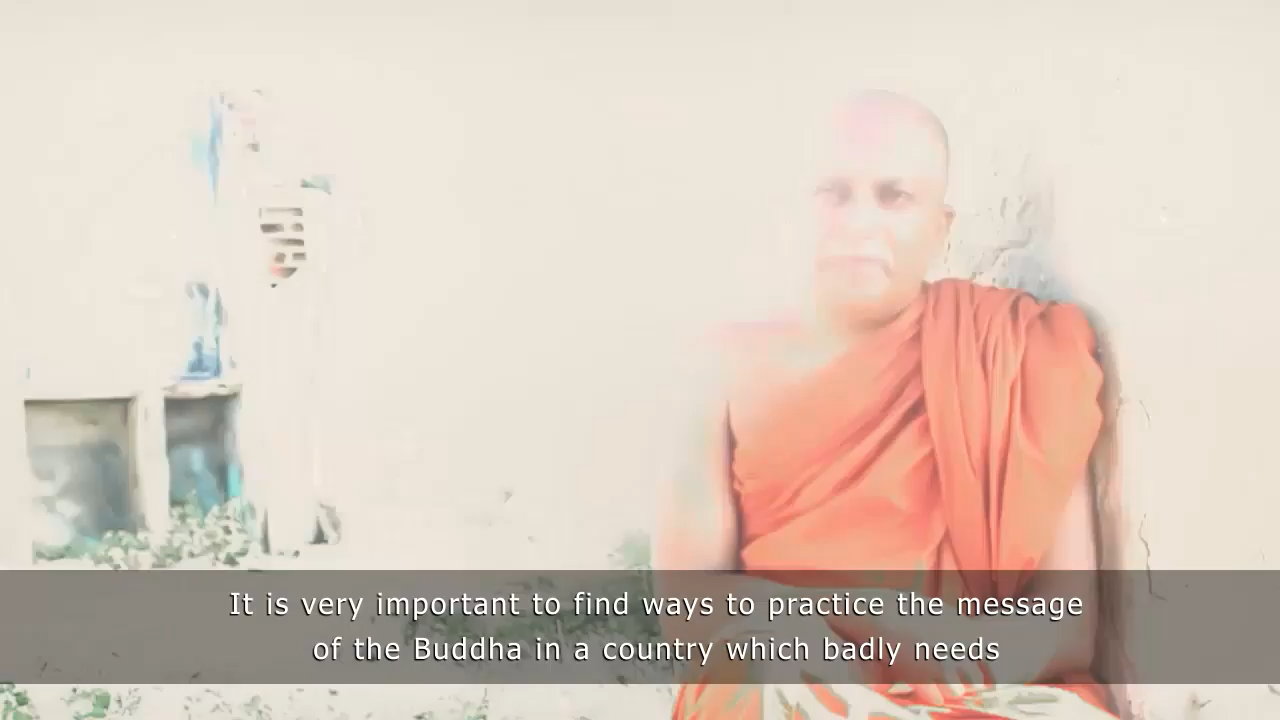 It is very important to find ways to practice the message
of the Buddha in a country which badly needs